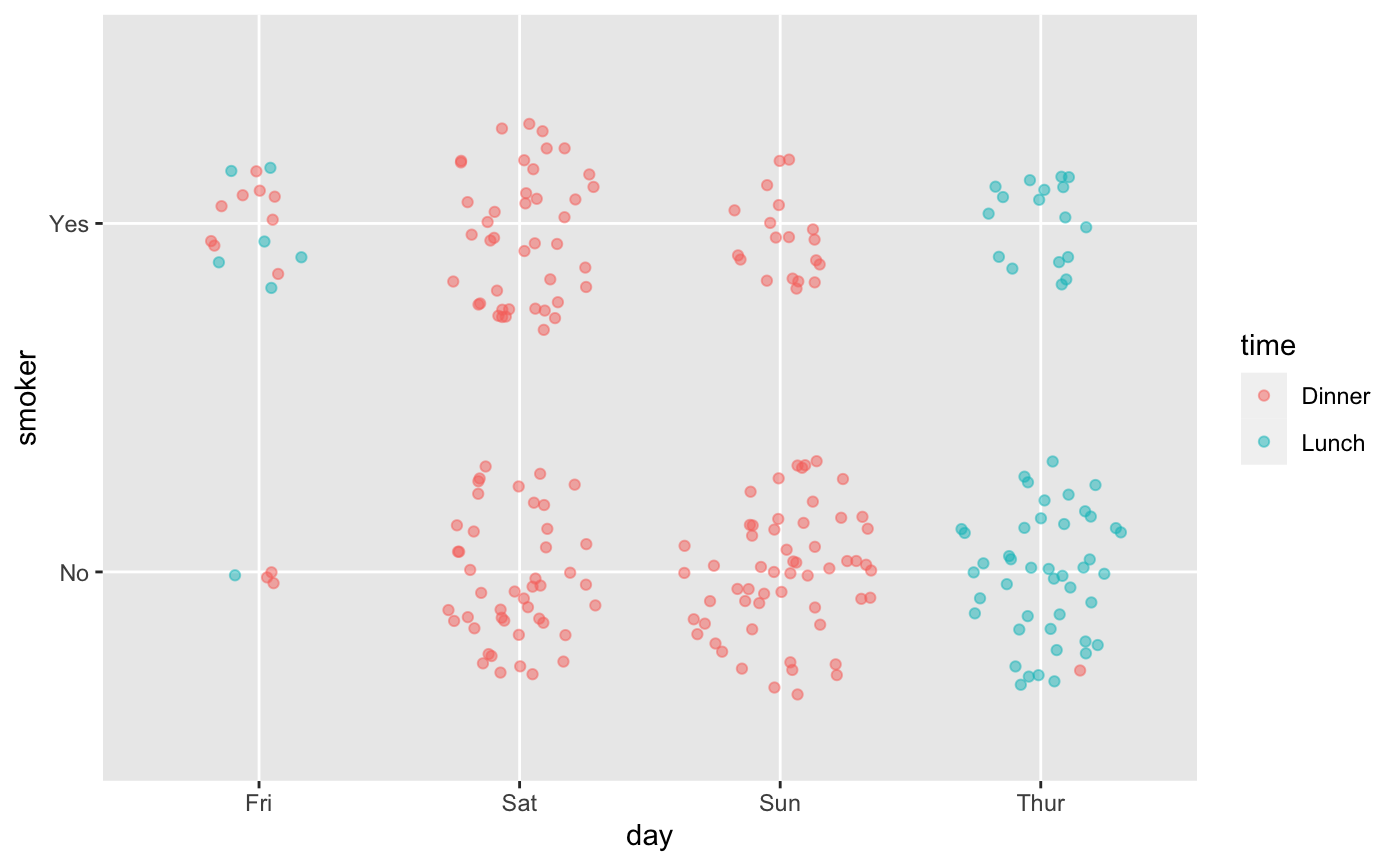 smoker
Yes
No
Fri Sat Sun Thur
day
time
Dinner
Lunch